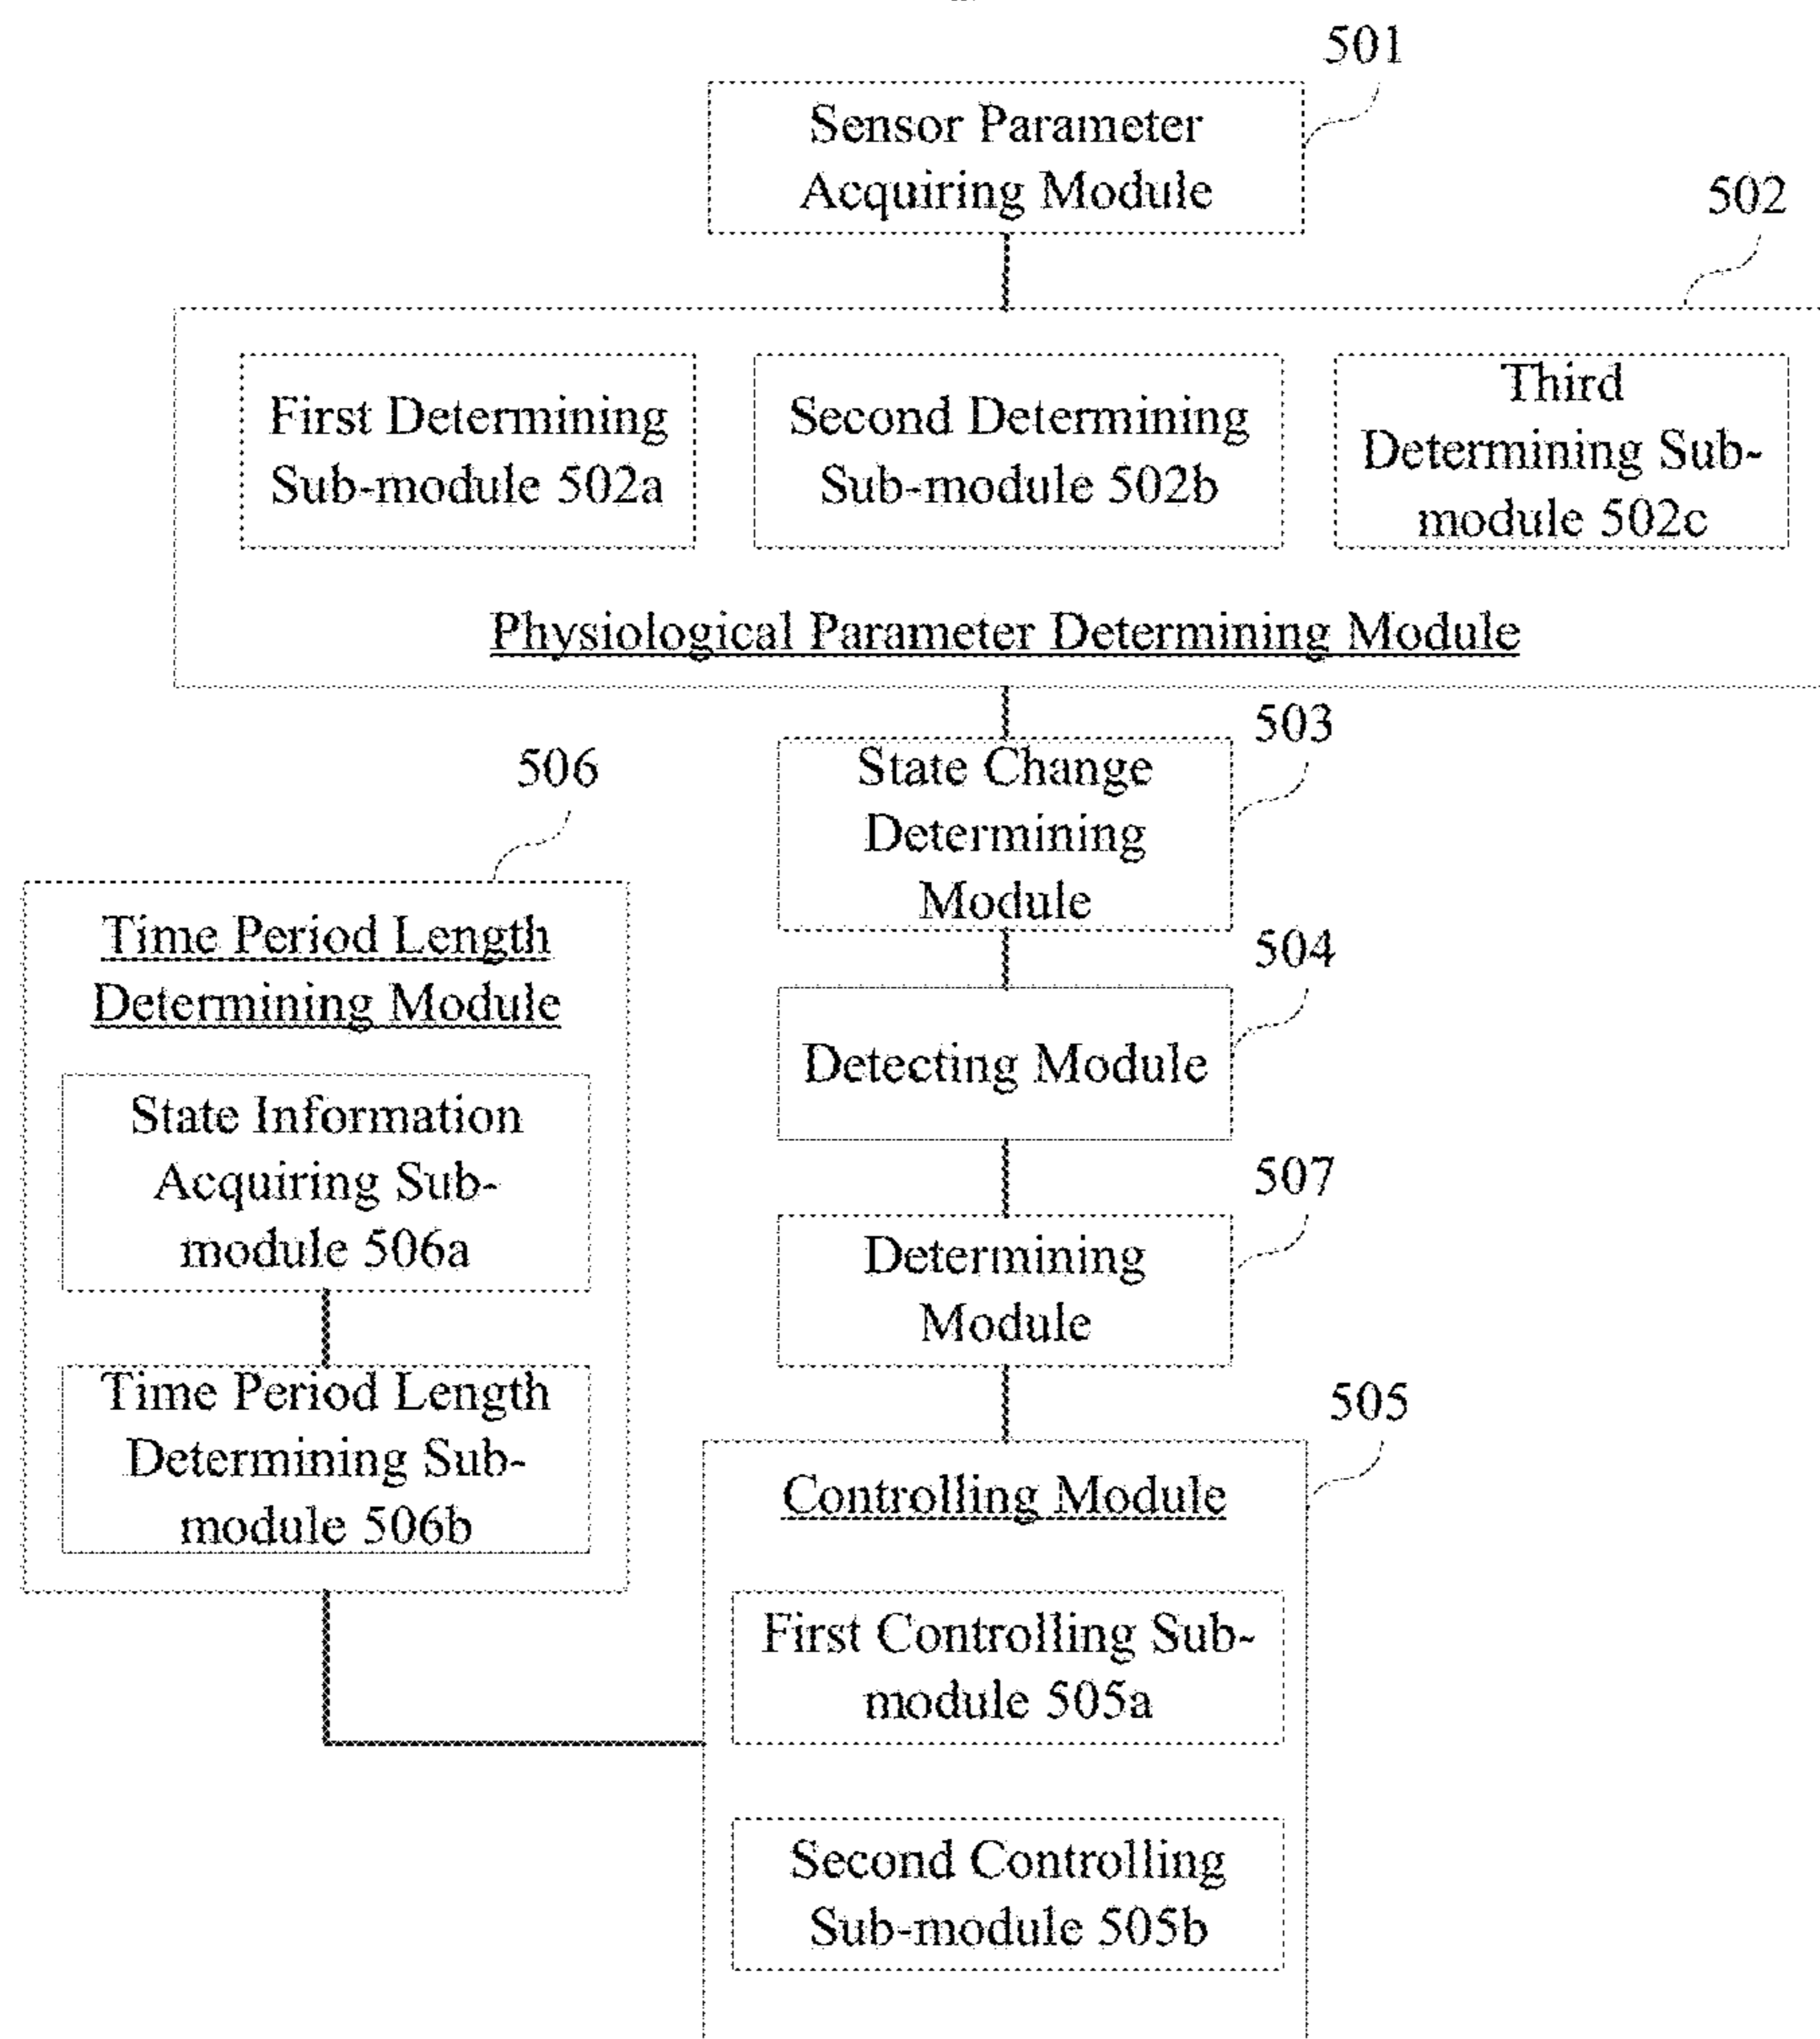 501
Sensor Parameter
Acquiring Module
502
First Determining
Sub-module 502a
Second Determining
Sub-module 502b
Third
Determining Sub-
module 502c
Physiological Parameter Determining Module
503
State Change
Determining
Module
506
Time Period Length
Determining Module
State Information
Acquiring Sub-
module 506a
Time Period Length
Determining Sub-
module 506b
504
Detecting Module
507
Determining
Module
505
Controlling Module
First Controlling Sub-
module 505a
Second Controlling
Sub-module 505b